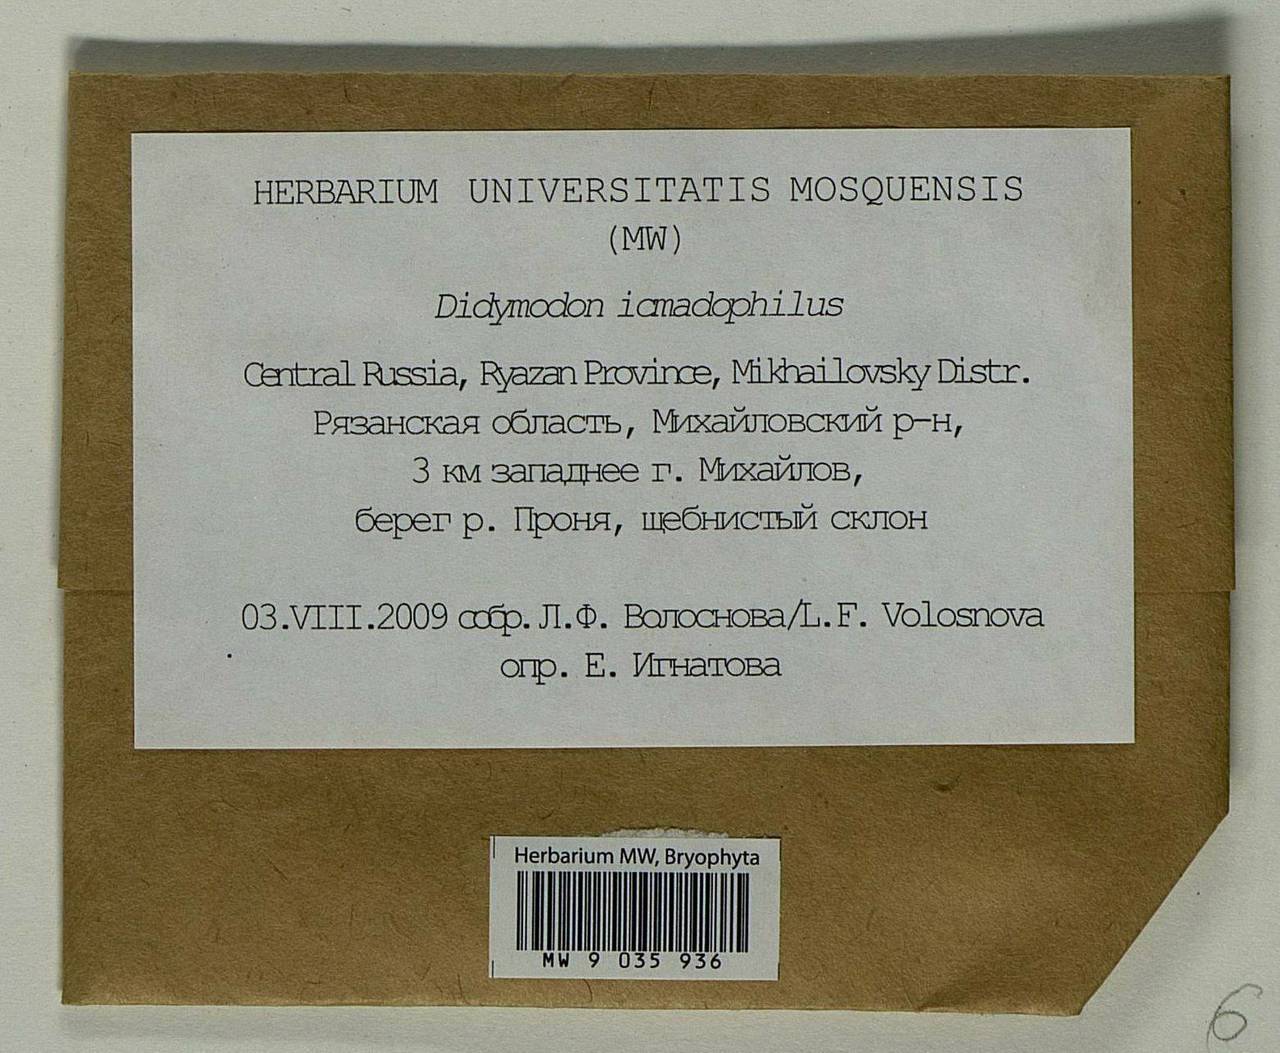 HERBARIUM UNIVERSITATIS MOSQUENSIS
(MW)
Didymodon icmadophilus
Central Russia, Ryazan Province, Mikhailovsky Distr.
Рязанская область, Михайловский р-н,
3 км западнее г. Михайлов,
берег р. Проня, щебнистый склон
03.VIII.2009 собр. Л.Ф. Волоснова/L.F. Volosnova
опр. Е. Игнатова
Herbarium MW, Bryophyta
MW 9 035 936
6